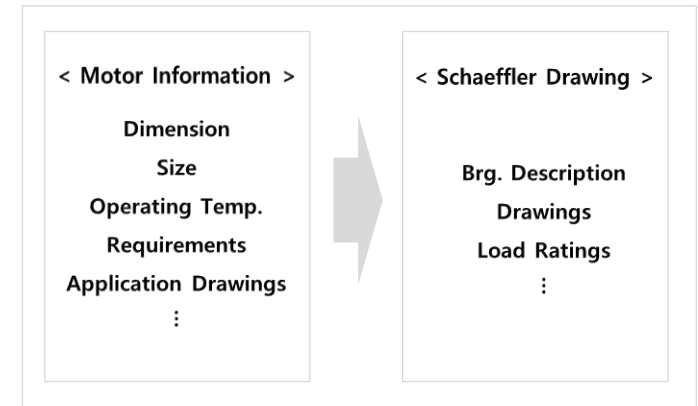 < Motor Information >
Dimension
Size
Operating Temp.
Requirements
Application Drawings
⋮
< Schaeffler Drawing >
Brg. Description
Drawings
Load Ratings
⋮